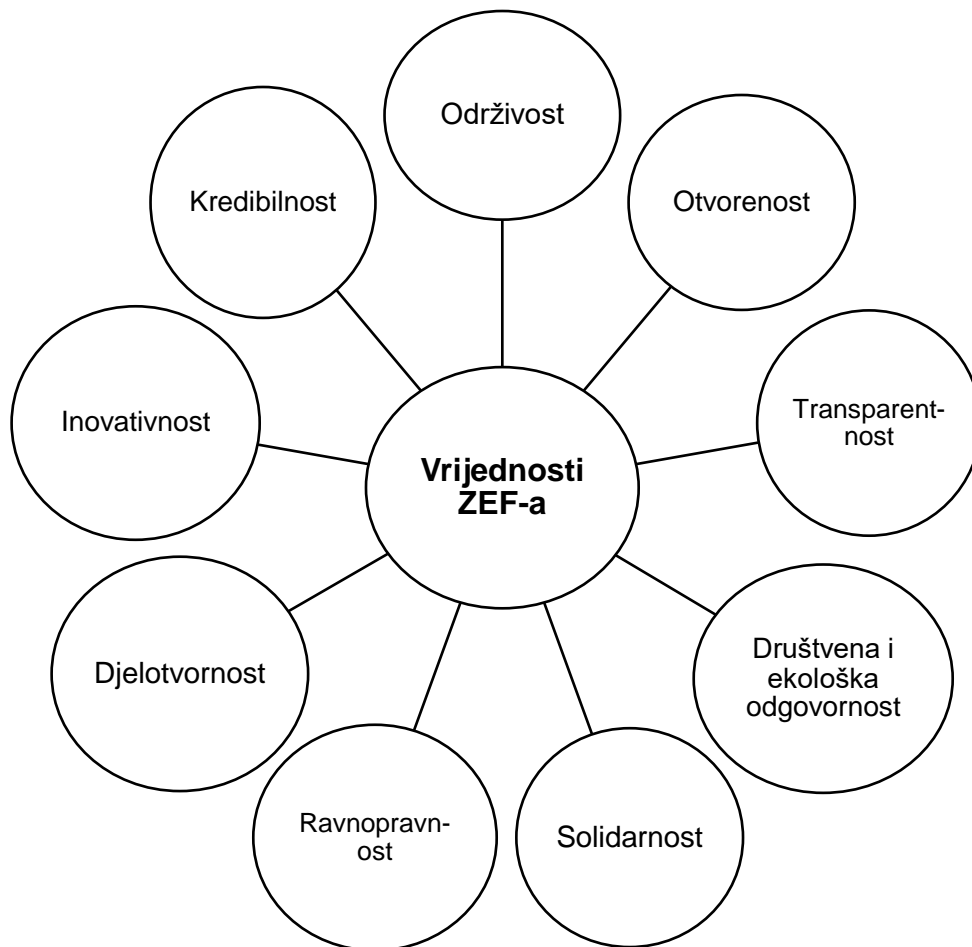 Održivost
Otvorenost
Transparent-
nost
Društvena i
ekološka
odgovornost
Solidarnost
Ravnopravn-
ost
Djelotvornost
Inovativnost
Kredibilnost
Vrijednosti
ZEF-a